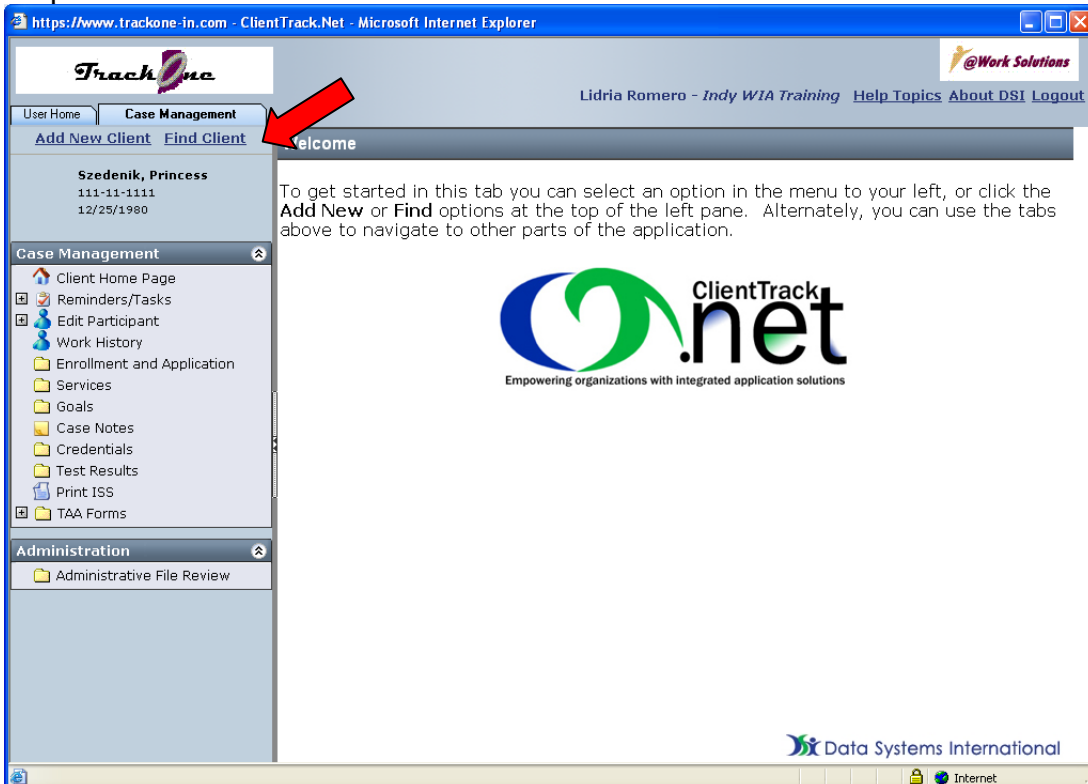 https://www.trackone-in.com - ClientTrack.Net - Microsoft Internet Explorer
TrackOne
@Work Solutions
Lidria Romero - Indy WIA Training Help Topics About DSI Logout
User Home Case Management
Add New Client Find Client
Welcome
Szedenik, Princess
111-11-1111
12/25/1980
To get started in this tab you can select an option in the menu to your left, or click the
Add New or Find options at the top of the left pane. Alternately, you can use the tabs
above to navigate to other parts of the application.
Case Management
Client Home Page
Reminders/Tasks
Edit Participant
Work History
Enrollment and Application
Services
Goals
Case Notes
Credentials
Test Results
Print ISS
TAA Forms
Administration
Administrative File Review
ClientTrack
.net
Empowering organizations with integrated application solutions
Data Systems International
Internet